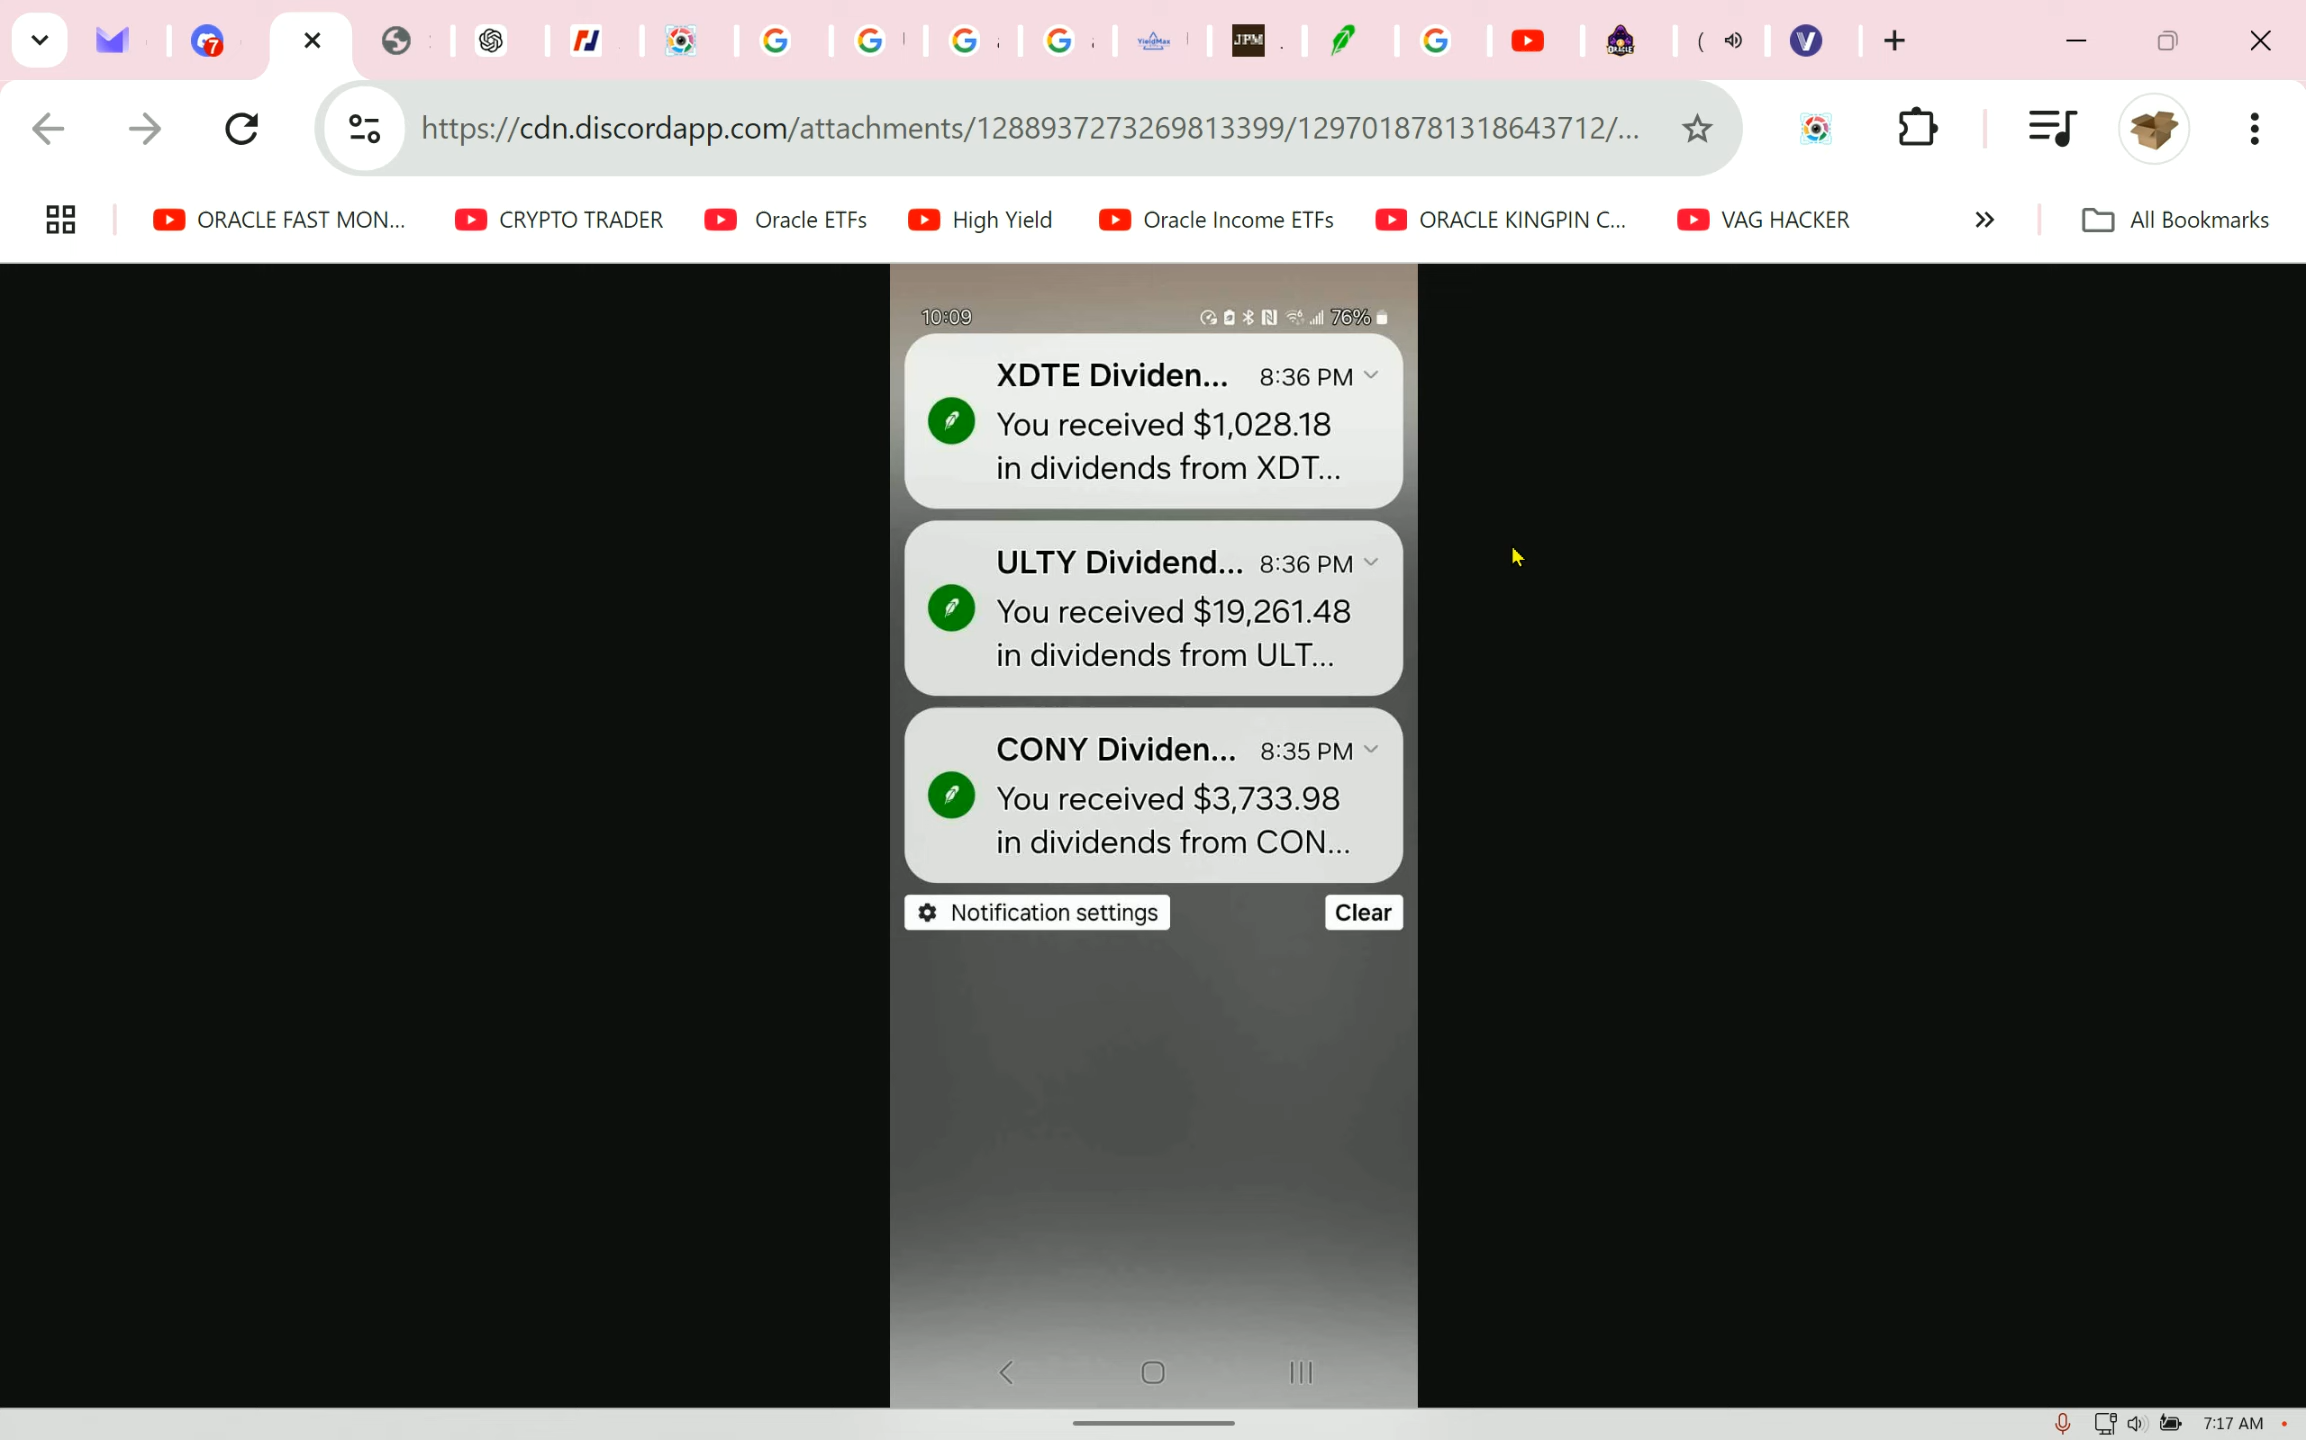 7
JPM
https://cdn.discordapp.com/attachments/1288937273269813399/1297018781318643712/...
ORACLE FAST MON... CRYPTO TRADER Oracle ETFs High Yield Oracle Income ETFs ORACLE KINGPIN C... VAG HACKER » All Bookmarks
10:09 76%
XDTE Dividen... 8:36 PM
You received $1,028.18
in dividends from XDT...
ULTY Dividend... 8:36 PM
You received $19,261.48
in dividends from ULT...
CONY Dividen... 8:35 PM
You received $3,733.98
in dividends from CON...
Notification settings Clear
7:17 AM